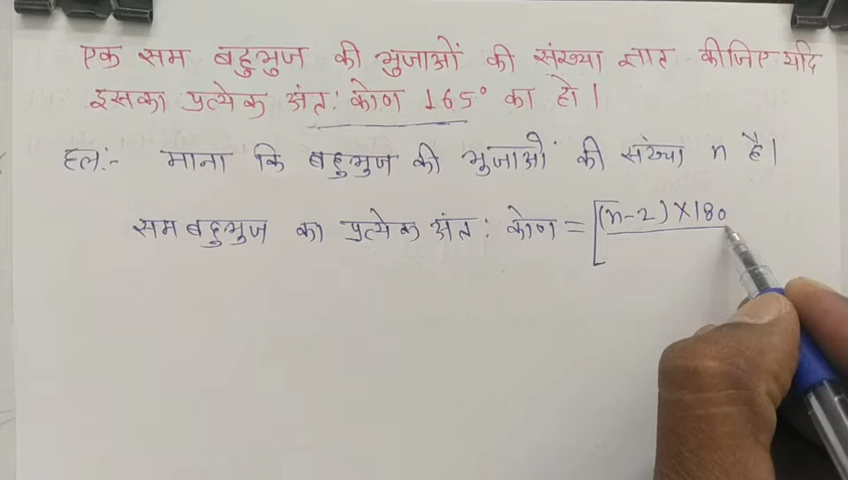 एक सम बहुभुज की भुजाओं की संख्या ज्ञात कीजिए यदि
इसका प्रत्येक अंत: कोण 165° का हो।
हल:- माना कि बहुभुज की भुजाओं की संख्या n है।
सम बहुभुज का प्रत्येक अंत: कोण = [(n-2)×180